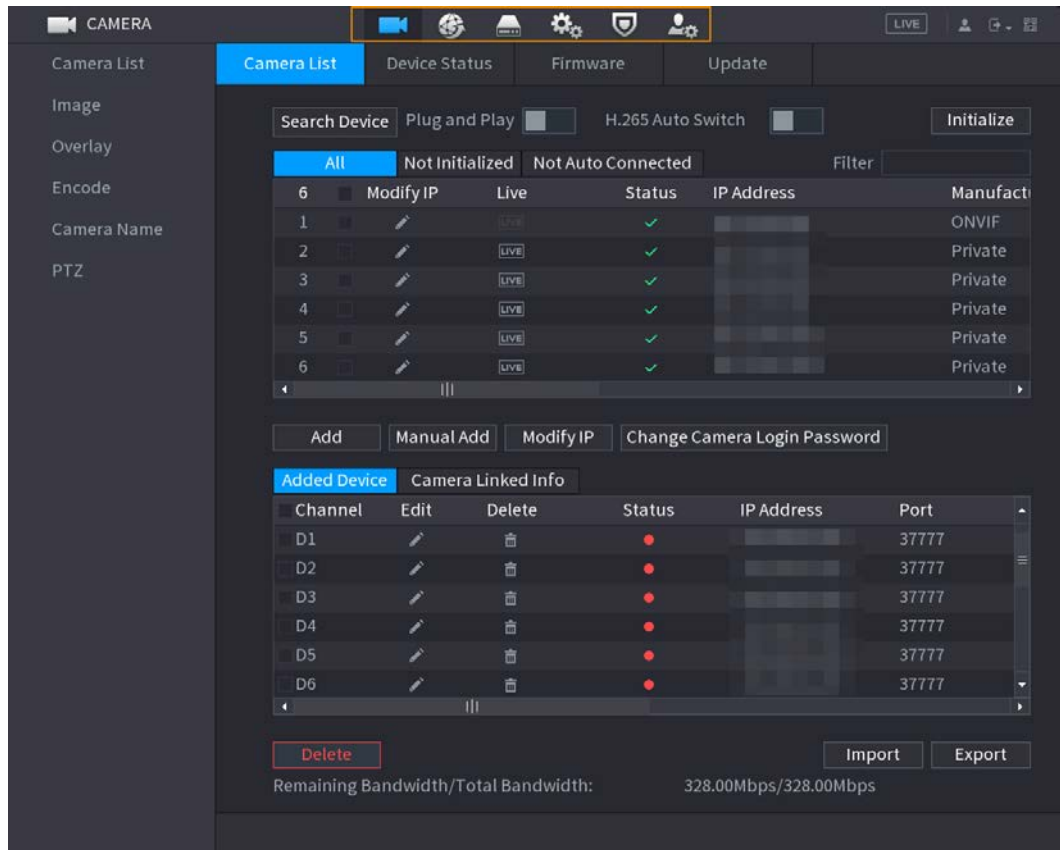 CAMERA LIVE
Camera List
Image
Overlay
Encode
Camera Name
PTZ
Camera List Device Status Firmware Update
Search Device Plug and Play H.265 Auto Switch Initialize
All Not Initialized Not Auto Connected Filter
6 Modify IP Live Status IP Address Manufactu
1 LIVE ONVIF
2 LIVE Private
3 LIVE Private
4 LIVE Private
5 LIVE Private
6 LIVE Private
Add Manual Add Modify IP Change Camera Login Password
Added Device Camera Linked Info
Channel Edit Delete Status IP Address Port
D1 37777
D2 37777
D3 37777
D4 37777
D5 37777
D6 37777
Delete Import Export
Remaining Bandwidth/Total Bandwidth: 328.00Mbps/328.00Mbps